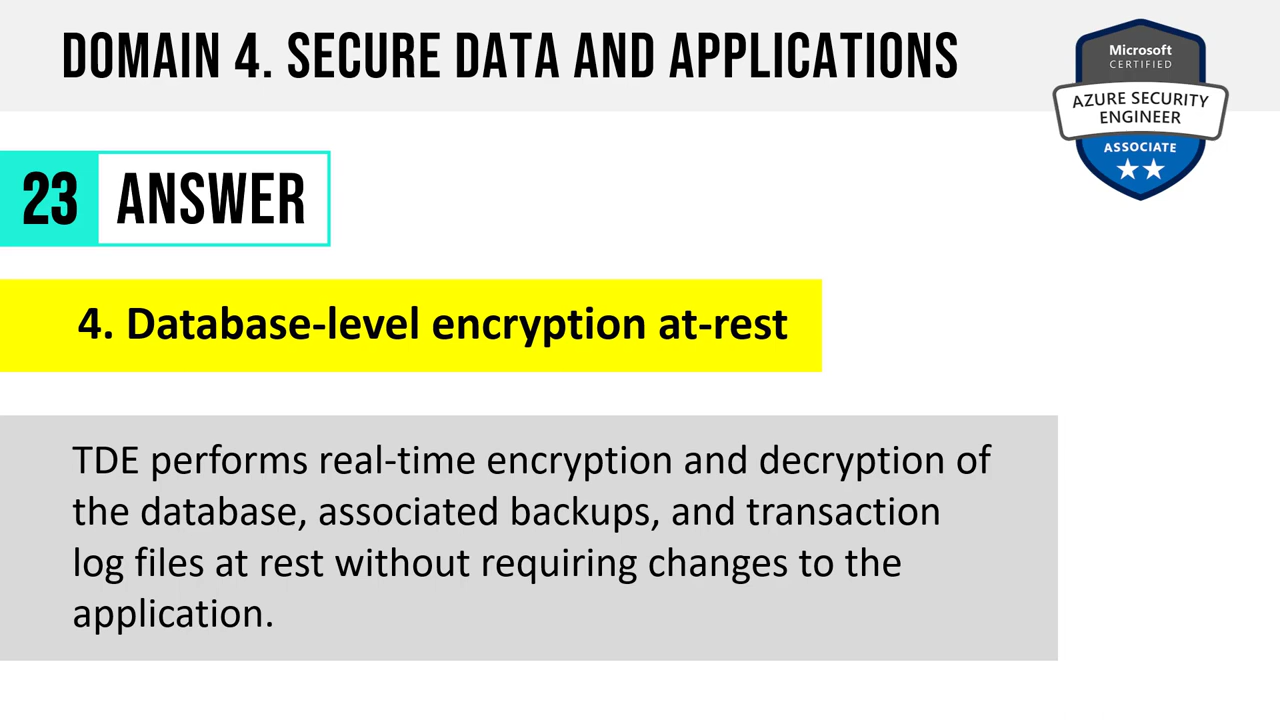 DOMAIN 4. SECURE DATA AND APPLICATIONS
Microsoft
CERTIFIED
AZURE SECURITY
ENGINEER
ASSOCIATE
23 ANSWER
4. Database-level encryption at-rest
TDE performs real-time encryption and decryption of
the database, associated backups, and transaction
log files at rest without requiring changes to the
application.